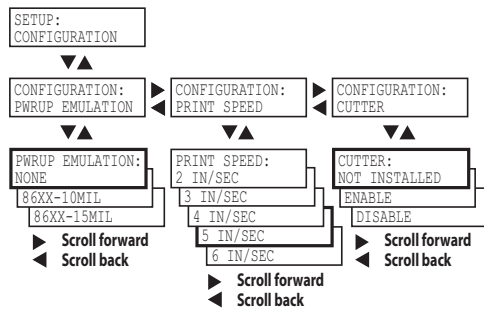 SETUP:
CONFIGURATION
CONFIGURATION:
PWRUP EMULATION
CONFIGURATION:
PRINT SPEED
CONFIGURATION:
CUTTER
PWRUP EMULATION:
NONE
86XX-10MIL
86XX-15MIL
Scroll forward
Scroll back
PRINT SPEED:
2 IN/SEC
3 IN/SEC
4 IN/SEC
5 IN/SEC
6 IN/SEC
Scroll forward
Scroll back
CUTTER:
NOT INSTALLED
ENABLE
DISABLE
Scroll forward
Scroll back